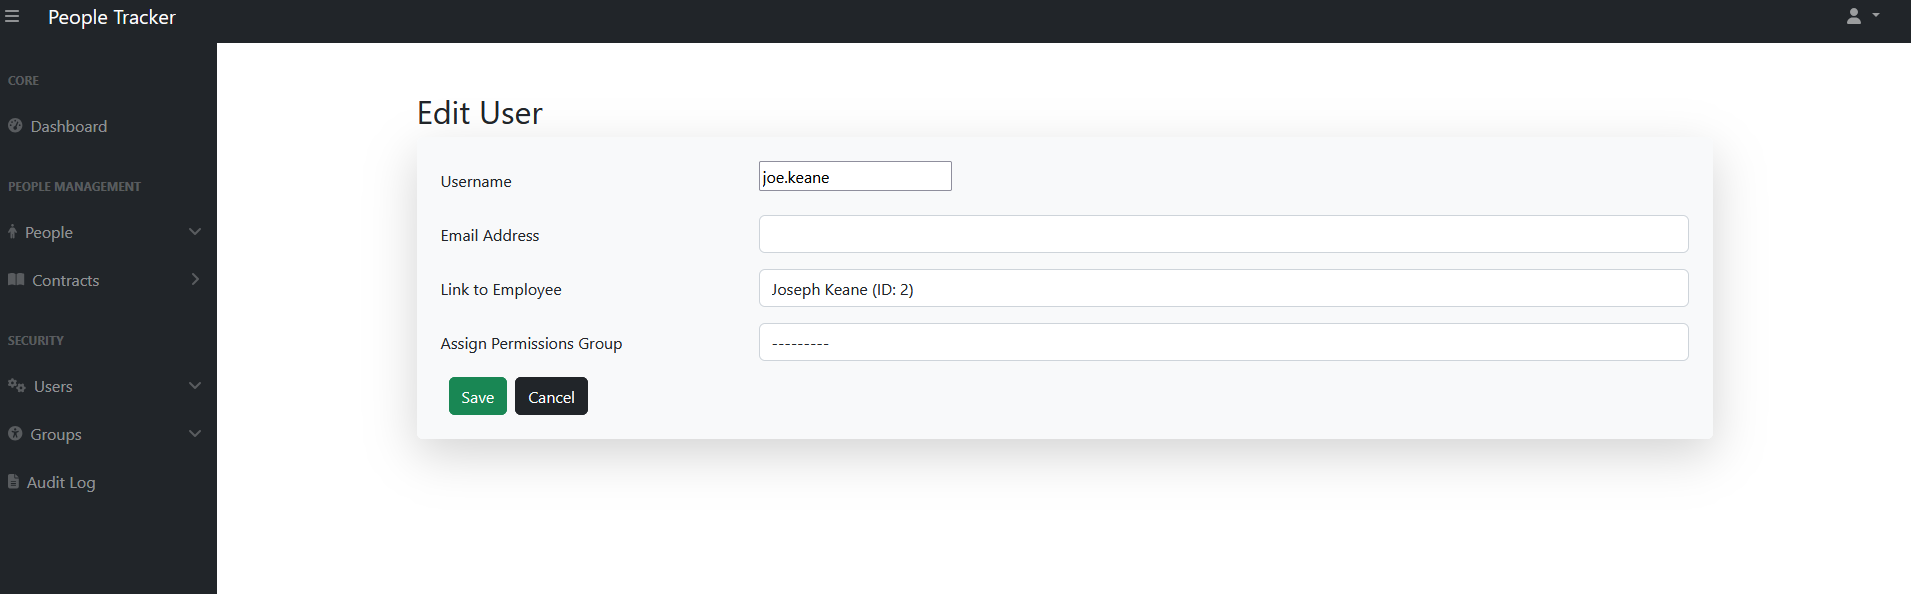 People Tracker
CORE
Dashboard
PEOPLE MANAGEMENT
People
Contracts
SECURITY
Users
Groups
Audit Log
Edit User
Username
joe.keane
Email Address
Link to Employee
Joseph Keane (ID: 2)
Assign Permissions Group
---------
Save
Cancel